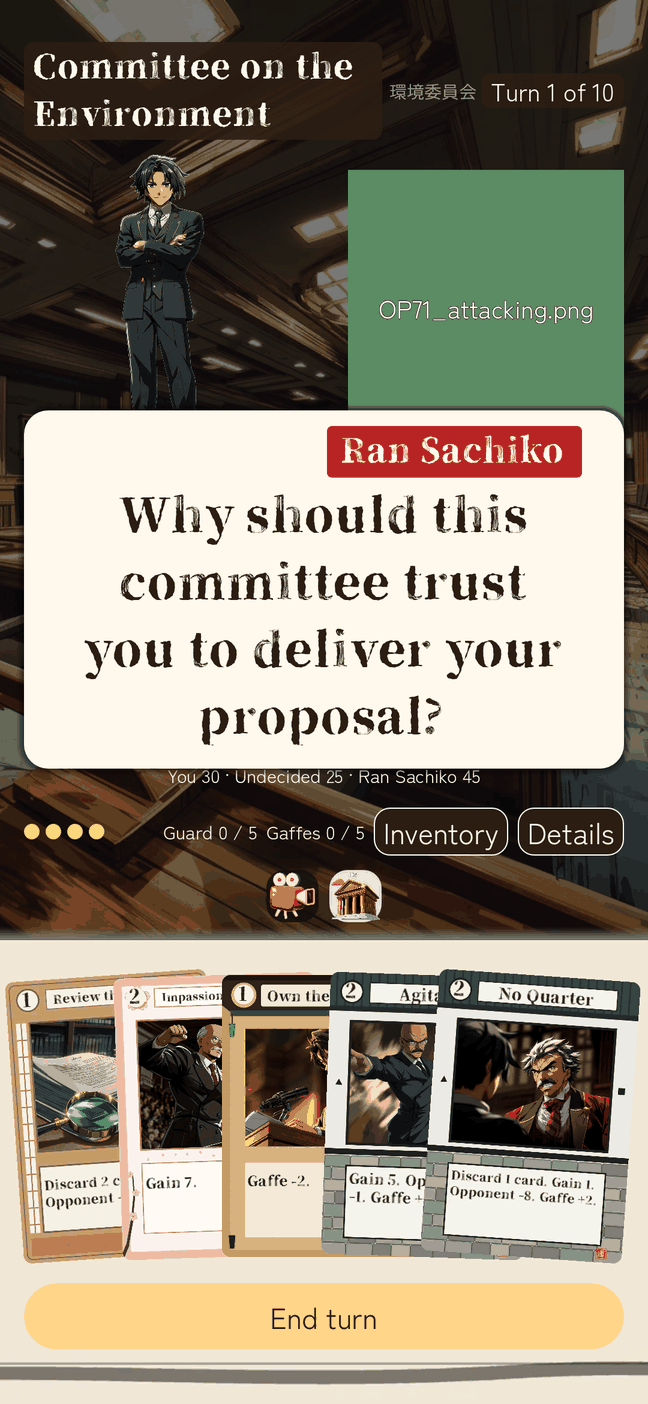 Committee on the
Environment
環境委員会
Turn 1 of 10
OP71_attacking.png
Ran Sachiko
Why should this
committee trust
you to deliver your
proposal?
You 30 · Undecided 25 · Ran Sachiko 45
Guard 0 / 5 Gaffes 0 / 5
Inventory
Details
1 Review
2 Impassion
1 Own the
2 Agita
2 No Quarter
Discard 2 c
Opponent -
Gain 7.
Gaffe -2.
Gain 5. Op
-1. Gaffe +
Discard 1 card. Gain 1.
Opponent -8. Gaffe +2.
End turn